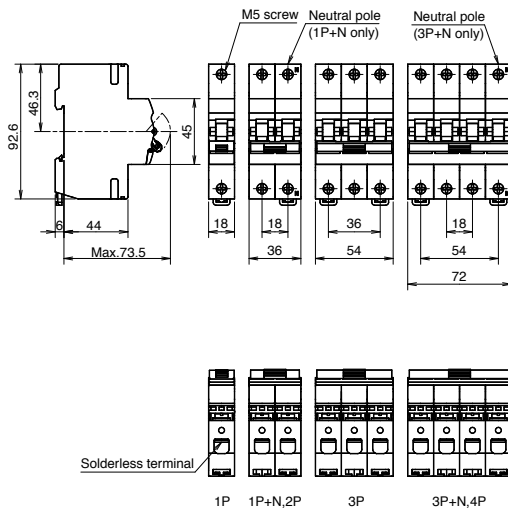 M5 screw
Neutral pole
(1P+N only)
Neutral pole
(3P+N only)
92.6
46.3
45
6
44
Max.73.5
18
18
36
36
54
18
54
72
Solderless terminal
1P
1P+N,2P
3P
3P+N,4P